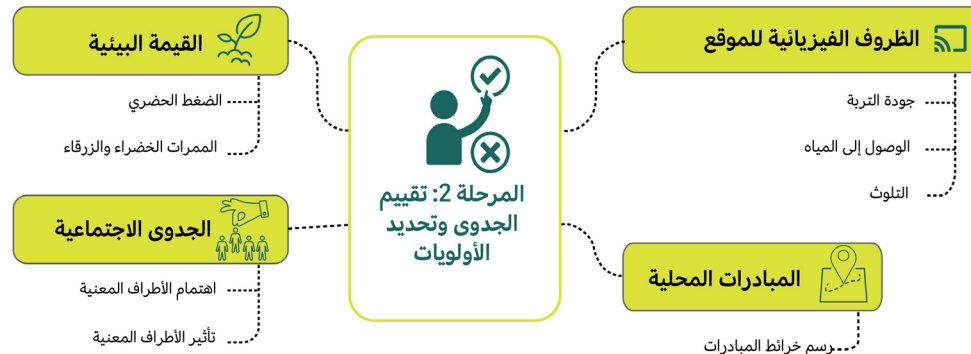 الظروف الفيزيائية للموقع
جودة التربة
الوصول إلى المياه
التلوث
المبادرات المحلية
رسم خرائط المبادرات
المرحلة 2: تقييم
الجدوى وتحديد
الأولويات
القيمة البيئية
الضغط الحضري
الممرات الخضراء والزرقاء
الجدوى الاجتماعية
اهتمام الأطراف المعنية
تأثير الأطراف المعنية